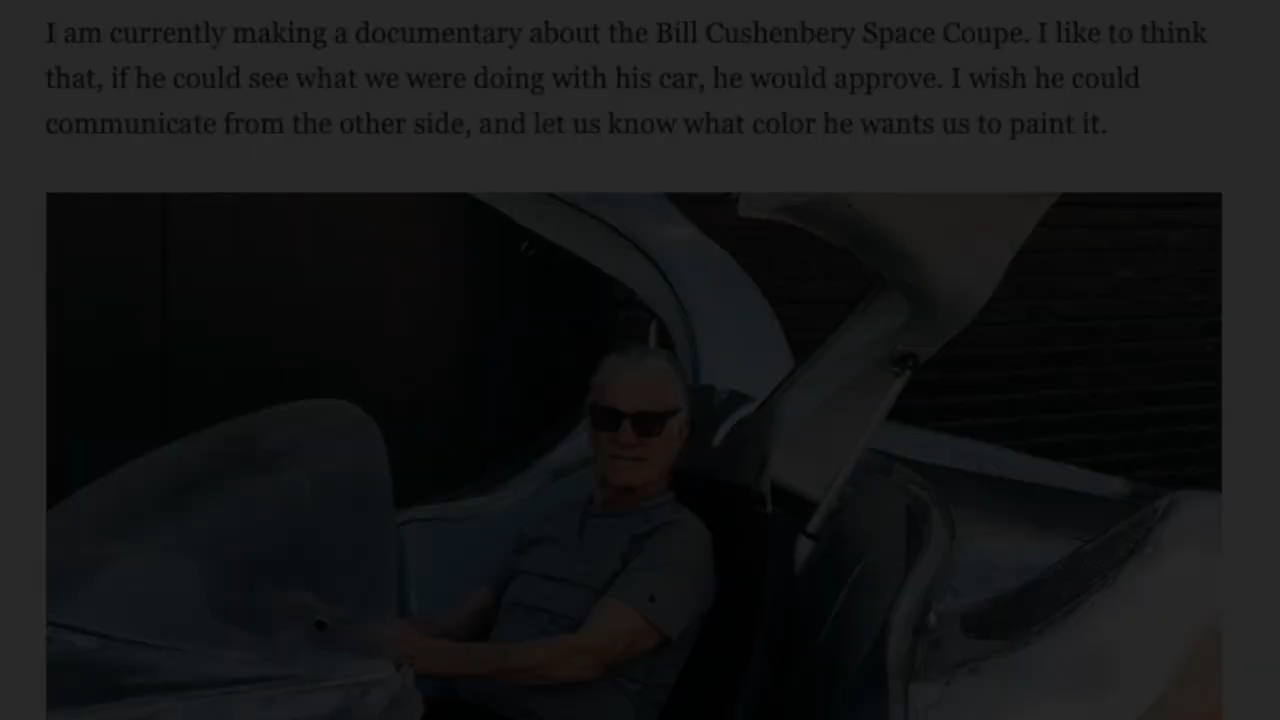 I am currently making a documentary about the Bill Cushenbery Space Coupe. I like to think
that, if he could see what we were doing with his car, he would approve. I wish he could
communicate from the other side, and let us know what color he wants us to paint it.